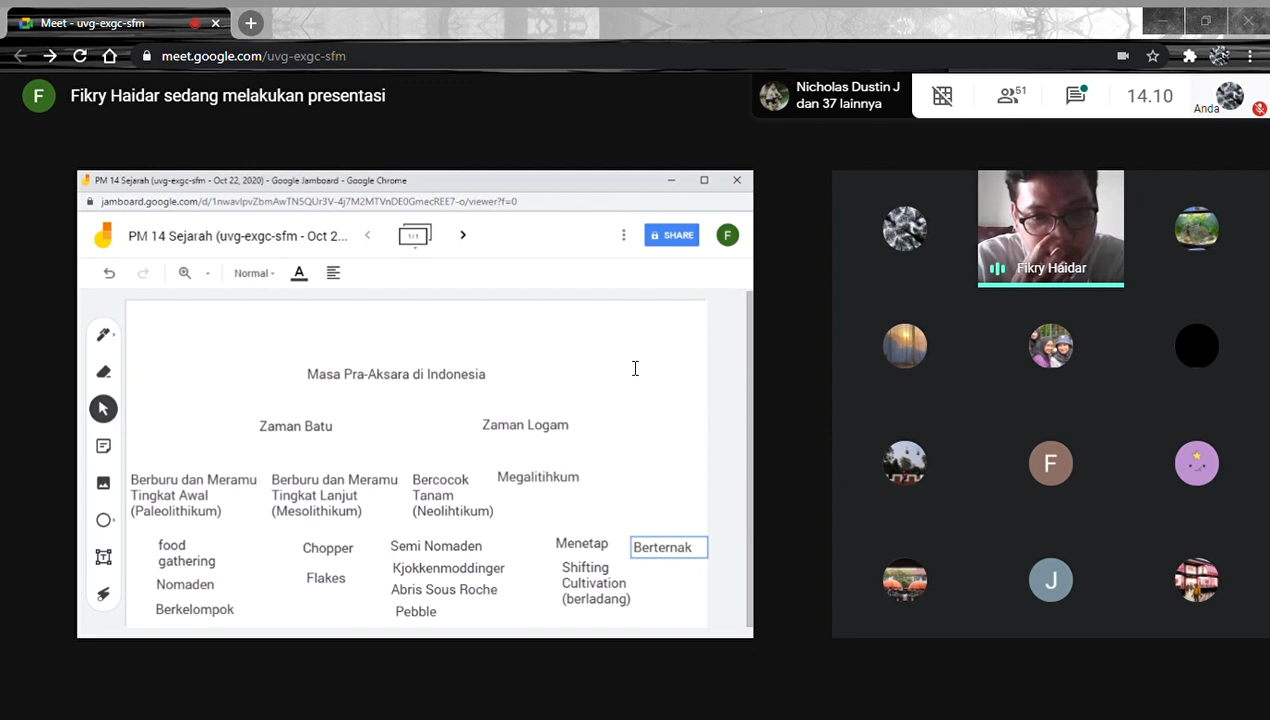 Meet - uvg-exgc-sfm
meet.google.com/uvg-exgc-sfm
F
Fikry Haidar sedang melakukan presentasi
Nicholas Dustin J
dan 37 lainnya
51
14.10
Anda
PM 14 Sejarah (uvg-exgc-sfm - Oct 22, 2020) - Google Jamboard - Google Chrome
jamboard.google.com/d/1nwavlpvZbmAwTN5QUr3V-4j7M2MTVnDE0GmecREE7-o/viewer?f=0
PM 14 Sejarah (uvg-exgc-sfm - Oct 2...
1/1
SHARE
F
Normal
A
Masa Pra-Aksara di Indonesia
Zaman Batu
Zaman Logam
Berburu dan Meramu
Tingkat Awal
(Paleolithikum)
Berburu dan Meramu
Tingkat Lanjut
(Mesolithikum)
Bercocok
Tanam
(Neolihtikum)
Megalitihkum
food
gathering
Nomaden
Berkelompok
Chopper
Flakes
Semi Nomaden
Kjokkenmoddinger
Abris Sous Roche
Pebble
Menetap
Shifting
Cultivation
(berladang)
Berternak
Fikry Haidar
F
J